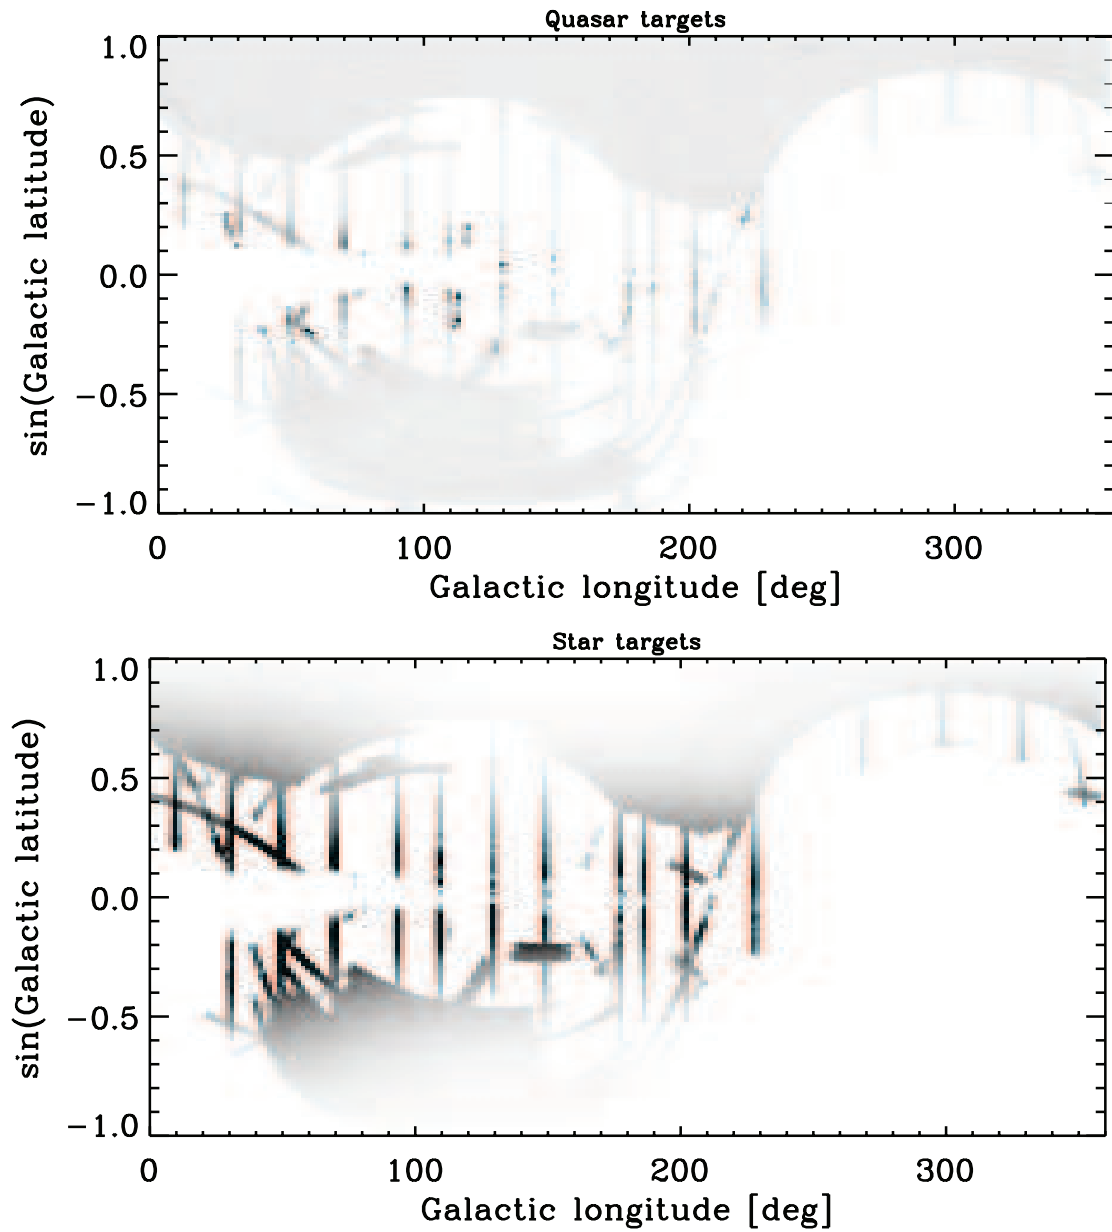 Quasar targets
1.0
0.5
0.0
−0.5
−1.0
sin(Galactic latitude)
0 100 200 300
Galactic longitude [deg]
Star targets
1.0
0.5
0.0
−0.5
−1.0
sin(Galactic latitude)
0 100 200 300
Galactic longitude [deg]